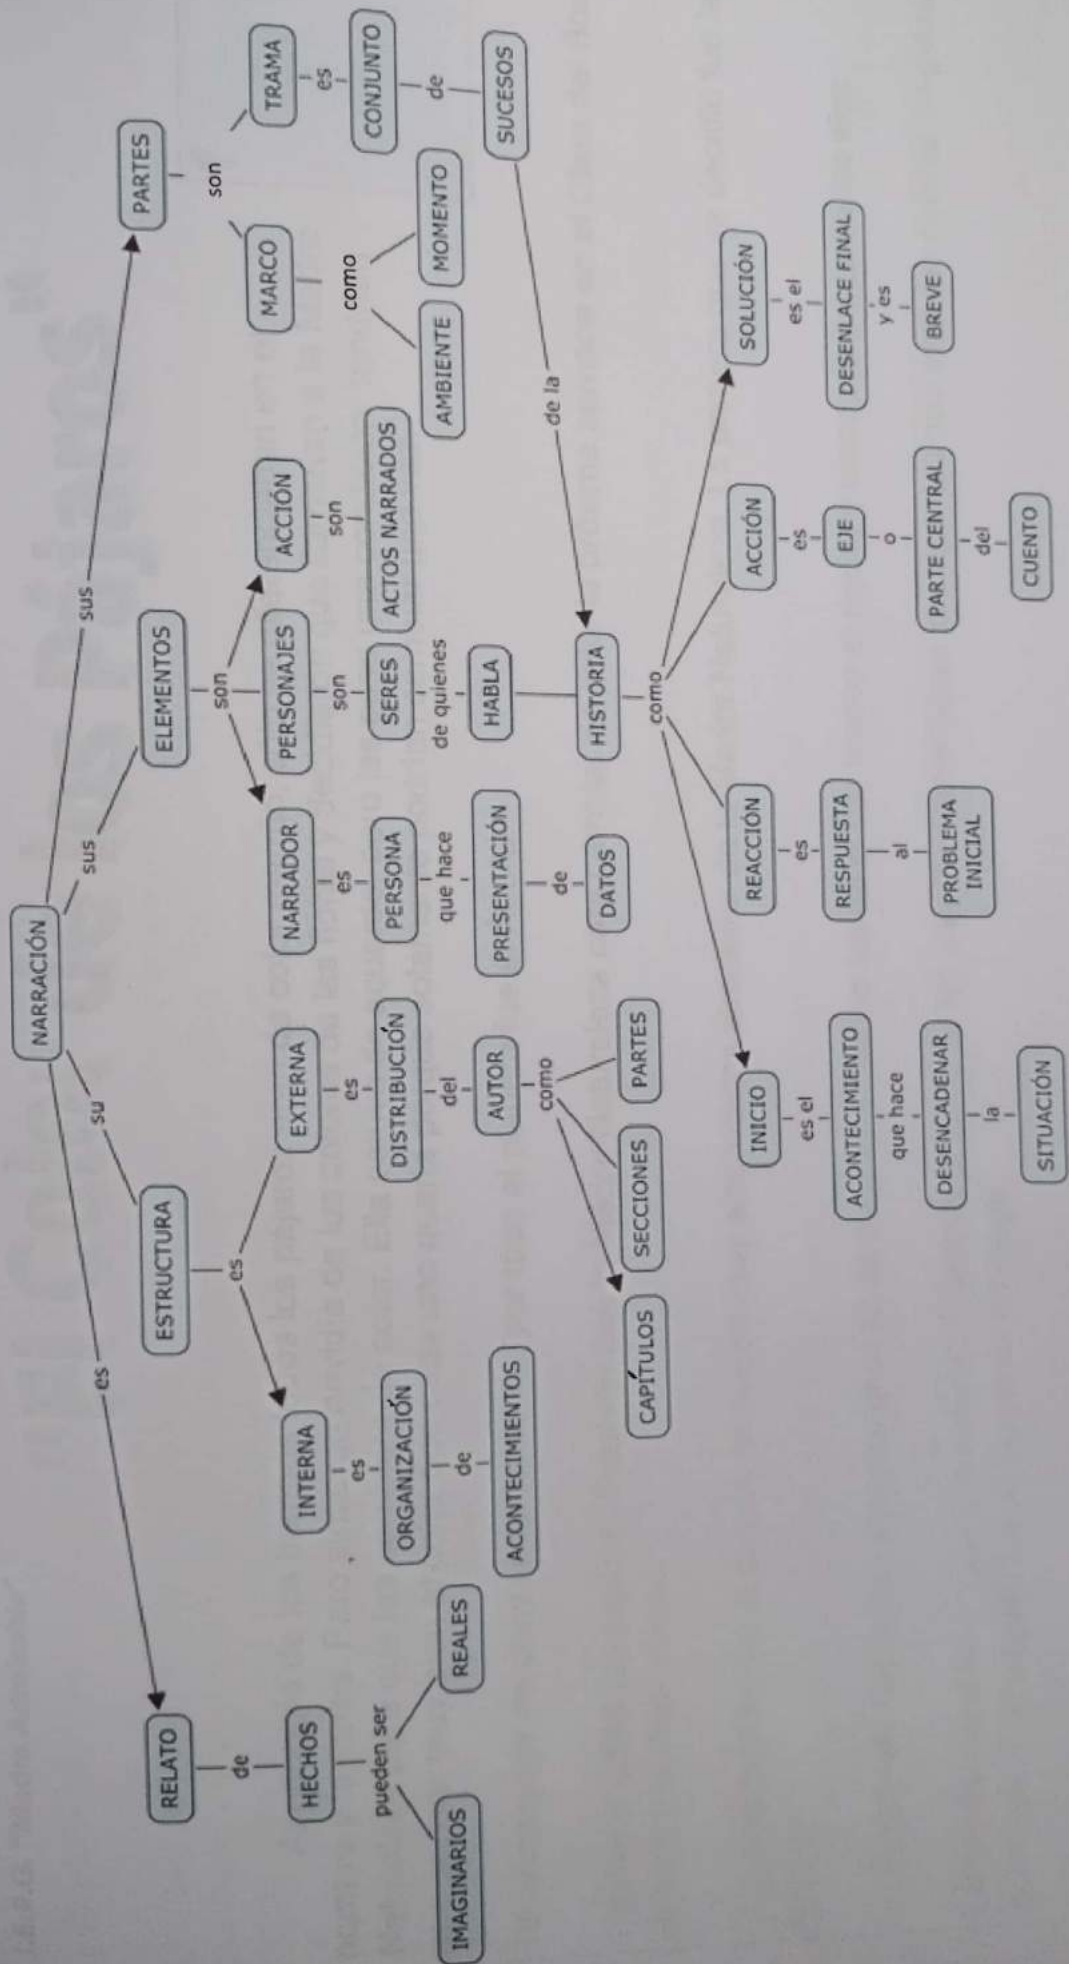 NARRACIÓN
es
su
sus
sus
RELATO
de
HECHOS
pueden ser
IMAGINARIOS
REALES
ESTRUCTURA
es
INTERNA
es
ORGANIZACIÓN
de
ACONTECIMIENTOS
EXTERNA
es
DISTRIBUCIÓN
del
AUTOR
como
CAPÍTULOS
SECCIONES
PARTES
ELEMENTOS
son
NARRADOR
es
PERSONA
que hace
PRESENTACIÓN
de
DATOS
PERSONAJES
son
SERES
de quienes
HABLA
ACCIÓN
son
ACTOS NARRADOS
PARTES
son
MARCO
como
AMBIENTE
MOMENTO
TRAMA
es
CONJUNTO
de
SUCESOS
de la
HISTORIA
como
INICIO
es el
ACONTECIMIENTO
que hace
DESENCADENAR
la
SITUACIÓN
REACCIÓN
es
RESPUESTA
al
PROBLEMA
INICIAL
ACCIÓN
es
EJE
o
PARTE CENTRAL
del
CUENTO
SOLUCIÓN
es el
DESENLACE FINAL
y es
BREVE